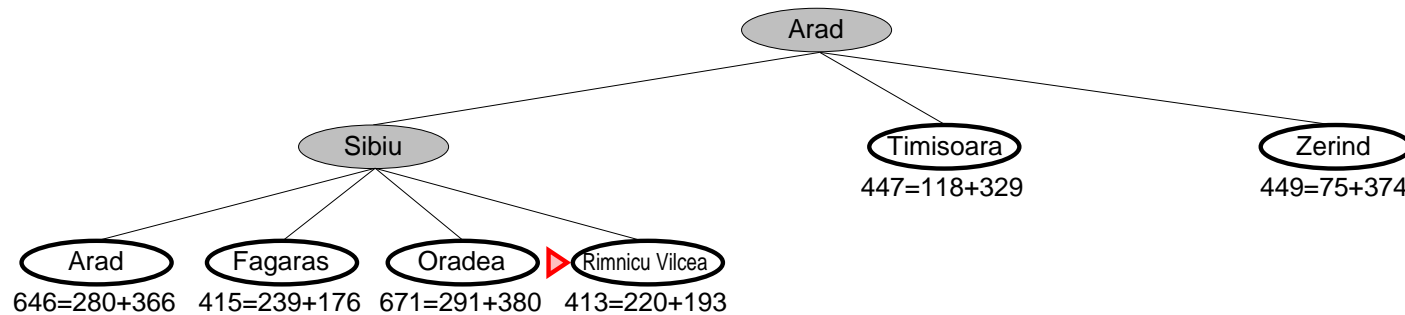 Arad
Sibiu
Timisoara
Zerind
447=118+329
449=75+374
Arad
Fagaras
Oradea
Rimnicu Vilcea
646=280+366
415=239+176
671=291+380
413=220+193